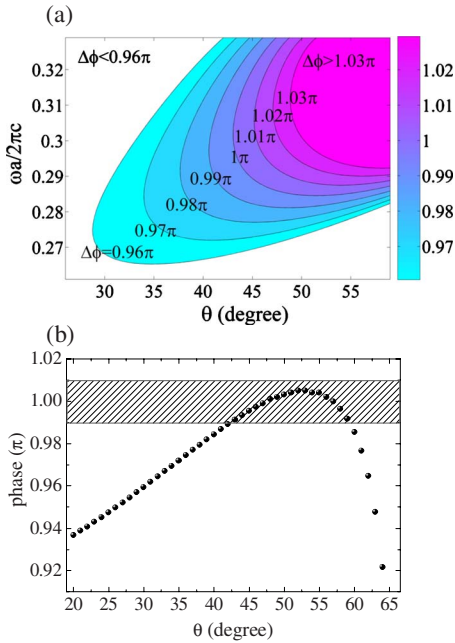 (a)
Δϕ<0.96π
Δϕ>1.03π
1.03π
1.02π
1.01π
1π
0.99π
0.98π
0.97π
Δϕ=0.96π
0.32
0.31
0.3
0.29
0.28
0.27
ωa/2πc
30 35 40 45 50 55
θ (degree)
1.02
1.01
1
0.99
0.98
0.97
(b)
1.02
1.00
0.98
0.96
0.94
0.92
phase (π)
20 25 30 35 40 45 50 55 60 65
θ (degree)